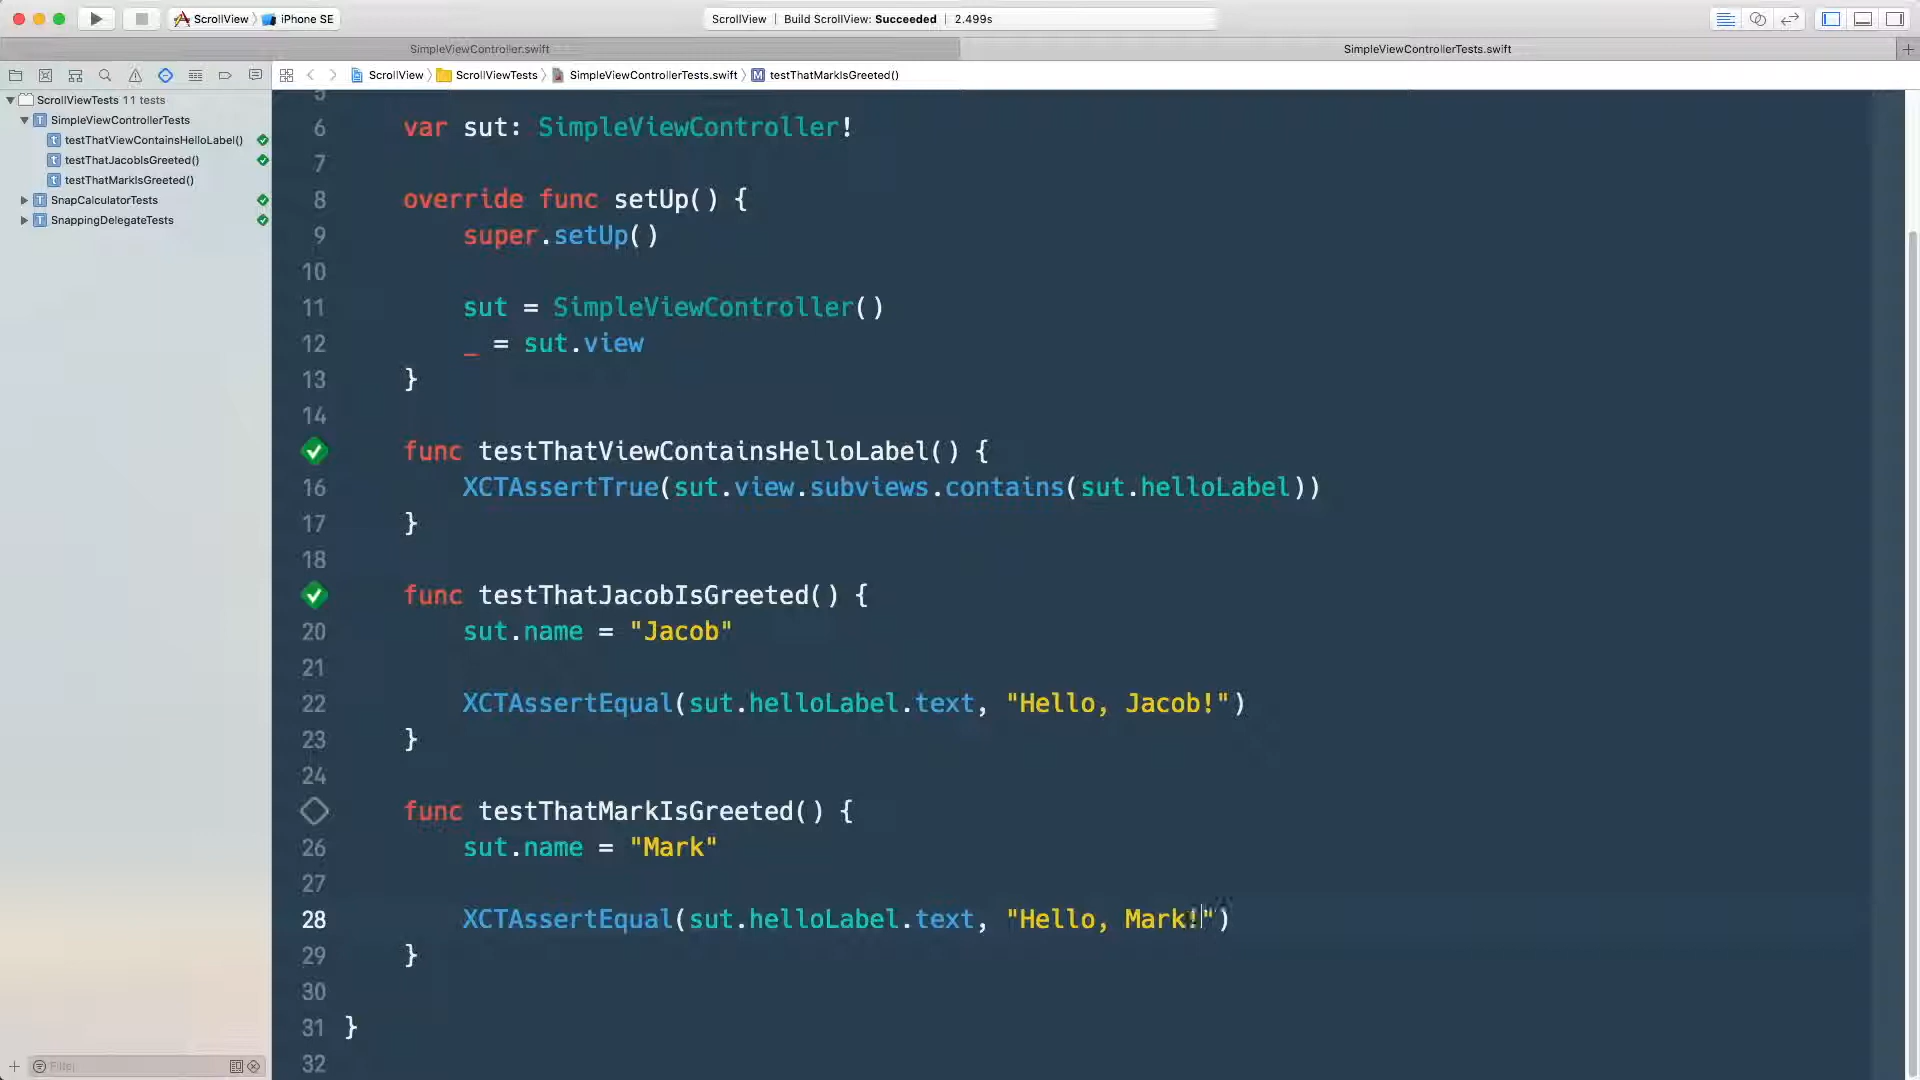 ScrollView
iPhone SE
ScrollView
Build ScrollView: Succeeded
2.499s
SimpleViewController.swift
SimpleViewControllerTests.swift
ScrollView
ScrollViewTests
SimpleViewControllerTests.swift
M testThatMarkIsGreeted()
ScrollViewTests 11 tests
T SimpleViewControllerTests
t testThatViewContainsHelloLabel()
t testThatJacobIsGreeted()
t testThatMarkIsGreeted()
T SnapCalculatorTests
T SnappingDelegateTests
Filter
5
6 var sut: SimpleViewController!
7
8 override func setUp() {
9 super.setUp()
10
11 sut = SimpleViewController()
12 _ = sut.view
13 }
14
func testThatViewContainsHelloLabel() {
16 XCTAssertTrue(sut.view.subviews.contains(sut.helloLabel))
17 }
18
func testThatJacobIsGreeted() {
20 sut.name = "Jacob"
21
22 XCTAssertEqual(sut.helloLabel.text, "Hello, Jacob!")
23 }
24
func testThatMarkIsGreeted() {
26 sut.name = "Mark"
27
28 XCTAssertEqual(sut.helloLabel.text, "Hello, Mark!")
29 }
30
31 }
32